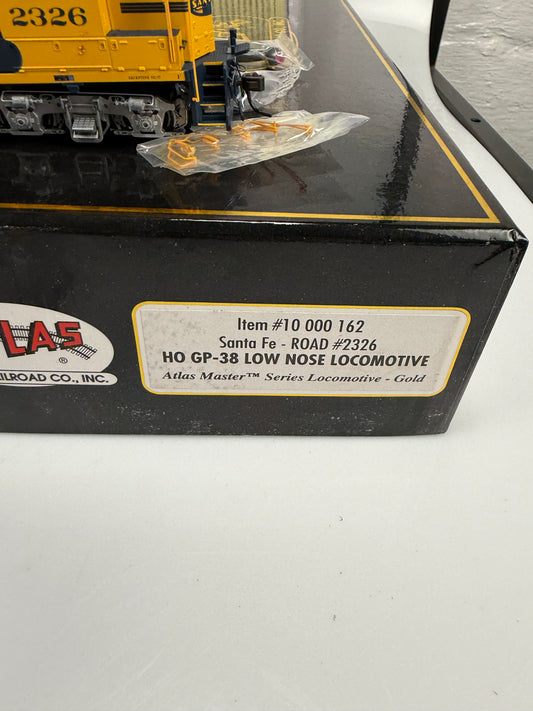 2326
LAS
®
ILROAD CO., INC.
Item #10 000 162
Santa Fe - ROAD #2326
HO GP-38 LOW NOSE LOCOMOTIVE
Atlas Master™ Series Locomotive - Gold